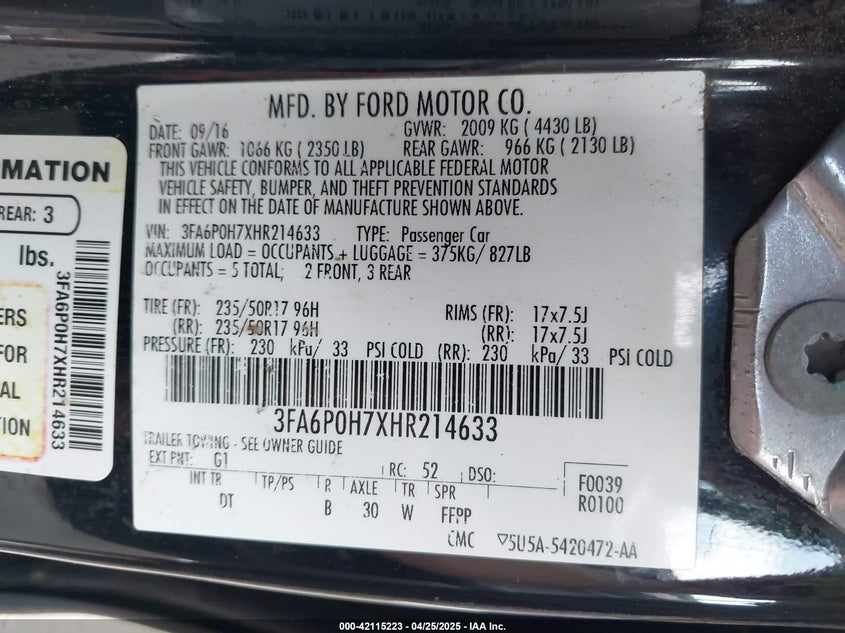 MFD. BY FORD MOTOR CO.
DATE: 09/16 GVWR: 2009 KG ( 4430 LB)
FRONT GAWR: 1066 KG ( 2350 LB) REAR GAWR: 966 KG ( 2130 LB)
THIS VEHICLE CONFORMS TO ALL APPLICABLE FEDERAL MOTOR
VEHICLE SAFETY, BUMPER, AND THEFT PREVENTION STANDARDS
IN EFFECT ON THE DATE OF MANUFACTURE SHOWN ABOVE.
VIN: 3FA6P0H7XHR214633 TYPE: Passenger Car
MAXIMUM LOAD = OCCUPANTS + LUGGAGE = 375KG/ 827LB
OCCUPANTS = 5 TOTAL; 2 FRONT, 3 REAR
TIRE (FR): 235/50R17 96H RIMS (FR): 17x7.5J
(RR): 235/50R17 96H (RR): 17x7.5J
PRESSURE (FR): 230 kPa/ 33 PSI COLD (RR): 230 kPa/ 33 PSI COLD
3FA6P0H7XHR214633
TRAILER TOWING - SEE OWNER GUIDE
EXT PNT: G1 RC: 52 DSO: F0039
INT TR TP/PS R AXLE TR SPR R0100
DT B 30 W FFPP
CMC 5U5A-5420472-AA
MATION
REAR: 3
lbs.
ERS
FOR
AL
TION
3FA6P0H7XHR214633
000-42115223 - 04/25/2025 - IAA Inc.